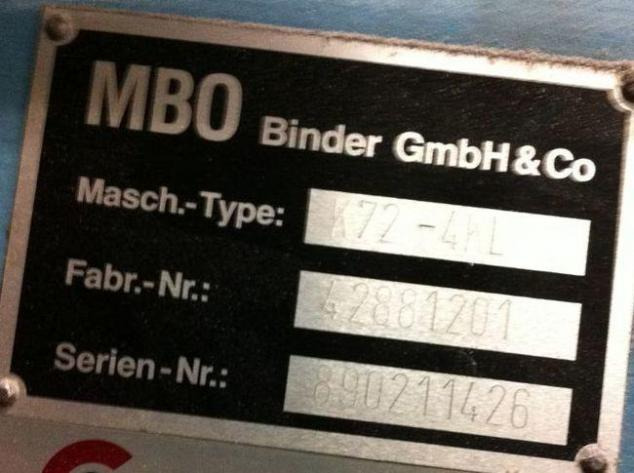 MBO Binder GmbH & Co
Masch.-Type: K72-4KL
Fabr.-Nr.: 42881201
Serien-Nr.: 890211426